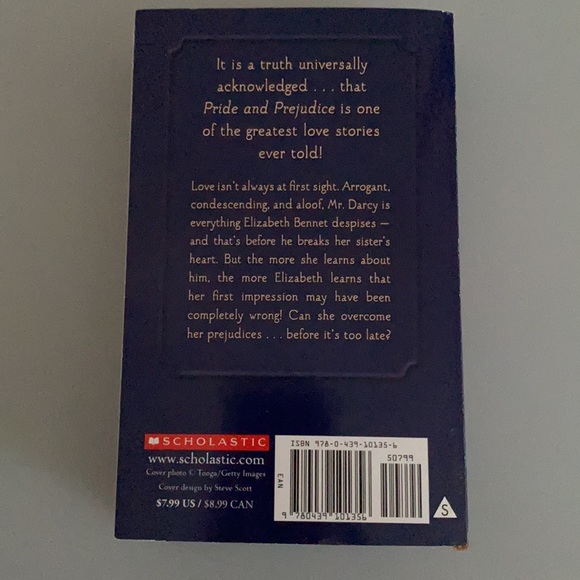 It is a truth universally
acknowledged . . . that
Pride and Prejudice is one
of the greatest love stories
ever told!
Love isn't always at first sight. Arrogant,
condescending, and aloof, Mr. Darcy is
everything Elizabeth Bennet despises —
and that's before he breaks her sister's
heart. But the more she learns about
him, the more Elizabeth learns that
her first impression may have been
completely wrong! Can she overcome
her prejudices . . . before it's too late?
SCHOLASTIC
www.scholastic.com
Cover photo © Tooga/Getty Images
Cover design by Steve Scott
$7.99 US / $8.99 CAN
ISBN 978-0-439-10135-6
50799
EAN
9 780439 101356
S